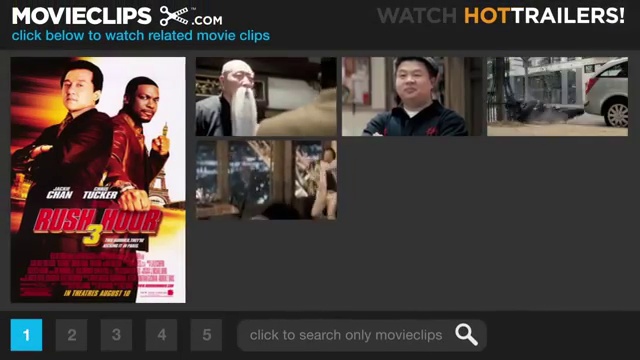 MOVIECLIPS .COM
WATCH HOTTRAILERS!
click below to watch related movie clips
JACKIE CHAN
CHRIS TUCKER
RUSH HOUR
3
IN THEATRES AUGUST 10
1 2 3 4 5
click to search only movieclips